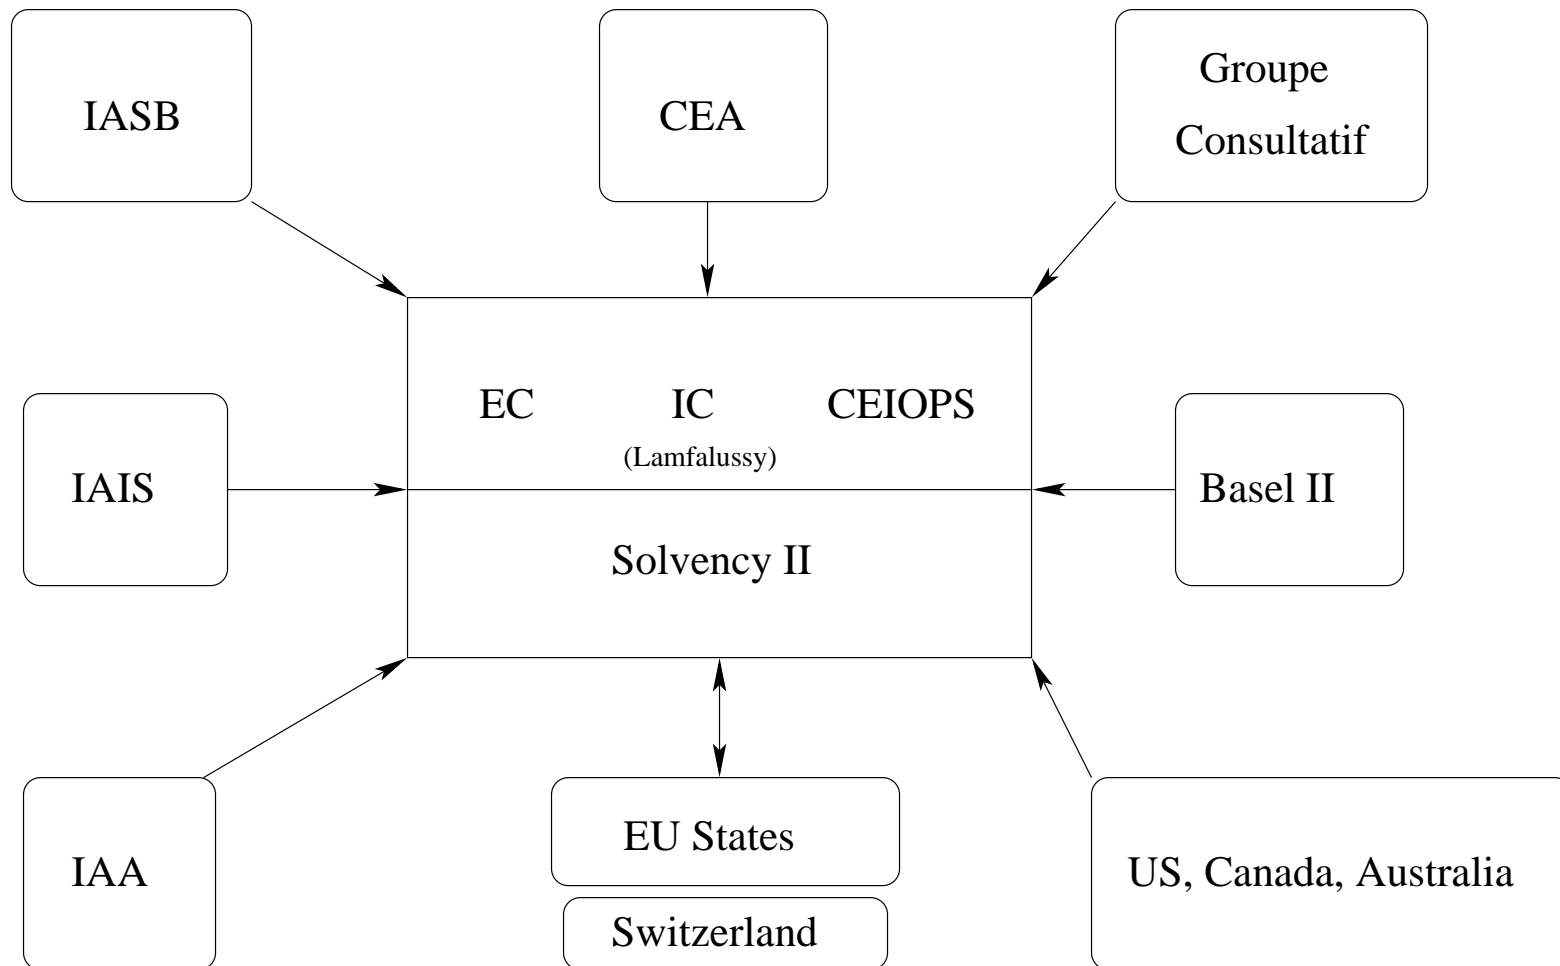 IASB
CEA
Groupe
Consultatif
EC IC CEIOPS
(Lamfalussy)
IAIS
Basel II
Solvency II
IAA
EU States
US, Canada, Australia
Switzerland